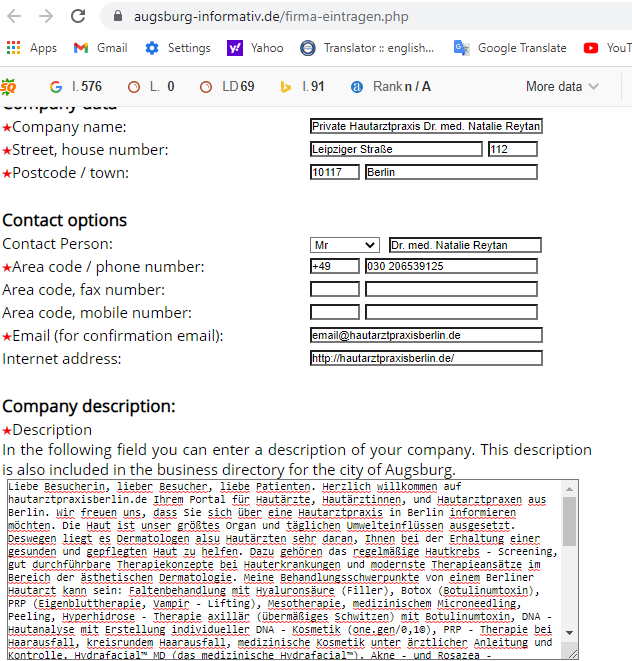 augsburg-informativ.de/firma-eintragen.php
Apps Gmail Settings Yahoo Translator :: english... Google Translate YouT
SQ I. 576 L. 0 LD 69 I. 91 Rank n / A More data
Company data
★Company name: Private Hautarztpraxis Dr. med. Natalie Reytan
★Street, house number: Leipziger Straße 112
★Postcode / town: 10117 Berlin
Contact options
Contact Person: Mr Dr. med. Natalie Reytan
★Area code / phone number: +49 030 206539125
Area code, fax number:
Area code, mobile number:
★Email (for confirmation email): email@hautarztpraxisberlin.de
Internet address: http://hautarztpraxisberlin.de/
Company description:
★Description
In the following field you can enter a description of your company. This description
is also included in the business directory for the city of Augsburg.
Liebe Besucherin, lieber Besucher, liebe Patienten. Herzlich willkommen auf
hautarztpraxisberlin.de Ihrem Portal für Hautärzte, Hautärztinnen, und Hautarztpraxen aus
Berlin. Wir freuen uns, dass Sie sich über eine Hautarztpraxis in Berlin informieren
möchten. Die Haut ist unser größtes Organ und täglichen Umwelteinflüssen ausgesetzt.
Deswegen liegt es Dermatologen alsu Hautärzten sehr daran, Ihnen bei der Erhaltung einer
gesunden und gepflegten Haut zu helfen. Dazu gehören das regelmäßige Hautkrebs - Screening,
gut durchführbare Therapiekonzepte bei Hauterkrankungen und modernste Therapieansätze im
Bereich der ästhetischen Dermatologie. Meine Behandlungsschwerpunkte von einem Berliner
Hautarzt kann sein: Faltenbehandlung mit Hyaluronsäure (Filler), Botox (Botulinumtoxin),
PRP (Eigenbluttherapie, Vampir - Lifting), Mesotherapie, medizinischem Microneedling,
Peeling, Hyperhidrose - Therapie axillär (übermäßiges Schwitzen) mit Botulinumtoxin, DNA -
Hautanalyse mit Erstellung individueller DNA - Kosmetik (one.gen/0,10), PRP - Therapie bei
Haarausfall, kreisrundem Haarausfall, medizinische Kosmetik unter ärztlicher Anleitung und
Kontrolle, Hydrafacial™ MD (das medizinische Hydrafacial™), Akne - und Rosazea -